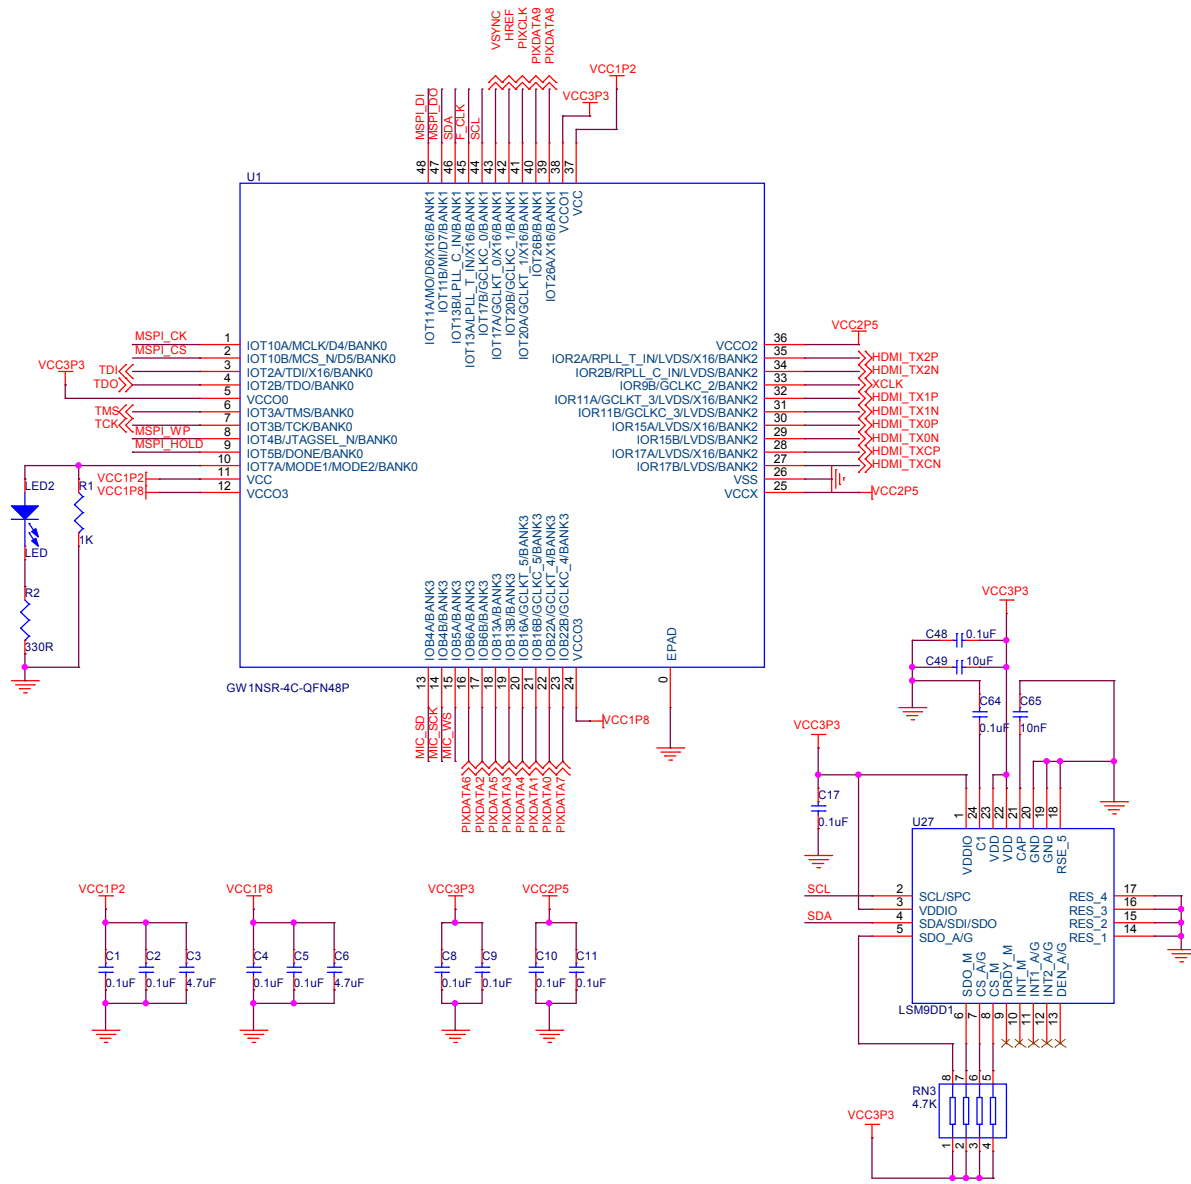 VSYNC
HREF
PIXCLK
PIXDATA9
PIXDATA8
VCC1P2
VCC3P3
MSPI_DI
MSPI_DO
SDA
F_CLK
SCL
48
47
46
45
44
43
42
41
40
39
38
37
U1
IOT11A/MO/D6/X16/BANK1
IOT11B/MI/D7/BANK1
IOT13B/LPLL_C_IN/BANK1
IOT13A/LPLL_T_IN/X16/BANK1
IOT17B/GCLKC_0/BANK1
IOT17A/GCLKT_0/X16/BANK1
IOT20B/GCLKC_1/BANK1
IOT20A/GCLKT_1/X16/BANK1
IOT26B/BANK1
IOT26A/X16/BANK1
VCCO1
VCC
MSPI_CK 1 IOT10A/MCLK/D4/BANK0
MSPI_CS 2 IOT10B/MCS_N/D5/BANK0
VCC3P3
TDI 3 IOT2A/TDI/X16/BANK0
TDO 4 IOT2B/TDO/BANK0
5 VCCO0
TMS 6 IOT3A/TMS/BANK0
TCK 7 IOT3B/TCK/BANK0
MSPI_WP 8 IOT4B/JTAGSEL_N/BANK0
MSPI_HOLD 9 IOT5B/DONE/BANK0
10 IOT7A/MODE1/MODE2/BANK0
VCC1P2 11 VCC
VCC1P8 12 VCCO3
VCC2P5
VCCO2 36
IOR2A/RPLL_T_IN/LVDS/X16/BANK2 35 HDMI_TX2P
IOR2B/RPLL_C_IN/LVDS/BANK2 34 HDMI_TX2N
IOR9B/GCLKC_2/BANK2 33 XCLK
IOR11A/GCLKT_3/LVDS/BANK2 32 HDMI_TX1P
IOR11B/GCLKC_3/LVDS/BANK2 31 HDMI_TX1N
IOR15A/LVDS/BANK2 30 HDMI_TX0P
IOR15B/LVDS/BANK2 29 HDMI_TX0N
IOR17A/LVDS/X16/BANK2 28 HDMI_TXCP
IOR17B/LVDS/BANK2 27 HDMI_TXCN
VSS 26
VCCX 25 VCC2P5
LED2
LED
R1
1K
R2
330R
IOB4A/BANK3
IOB4B/BANK3
IOB5A/BANK3
IOB6A/BANK3
IOB6B/BANK3
IOB13A/BANK3
IOB13B/BANK3
IOB16A/GCLKT_5/BANK3
IOB16B/GCLKC_5/BANK3
IOB22A/GCLKT_4/BANK3
IOB22B/GCLKC_4/BANK3
VCCO3
EPAD
GW1NSR-4C-QFN48P
13
14
15
16
17
18
19
20
21
22
23
24
0
MIC_SD
MIC_SCK
MIC_WS
PIXDATA6
PIXDATA2
PIXDATA5
PIXDATA3
PIXDATA4
PIXDATA1
PIXDATA0
PIXDATA7
VCC1P8
VCC3P3
C48 0.1uF
C49 10uF
C64
0.1uF
C65
10nF
VCC3P3
C17
0.1uF
1
24
23
22
21
20
19
18
U27
VDDIO
C1
VDD
VDD
CAP
GND
GND
RSE_5
SCL 2 SCL/SPC
3 VDDIO
SDA 4 SDA/SDI/SDO
5 SDO_A/G
RES_4 17
RES_3 16
RES_2 15
RES_1 14
SDO_M
CS_A/G
CS_M
DRDY_M
INT_M
INT1_A/G
INT2_A/G
DEN_A/G
LSM9DD1
6
7
8
9
10
11
12
13
RN3
4.7K
8
7
6
5
1
2
3
4
VCC3P3
VCC1P2
C1
0.1uF
C2
0.1uF
C3
4.7uF
VCC1P8
C4
0.1uF
C5
0.1uF
C6
4.7uF
VCC3P3
C8
0.1uF
C9
0.1uF
VCC2P5
C10
0.1uF
C11
0.1uF